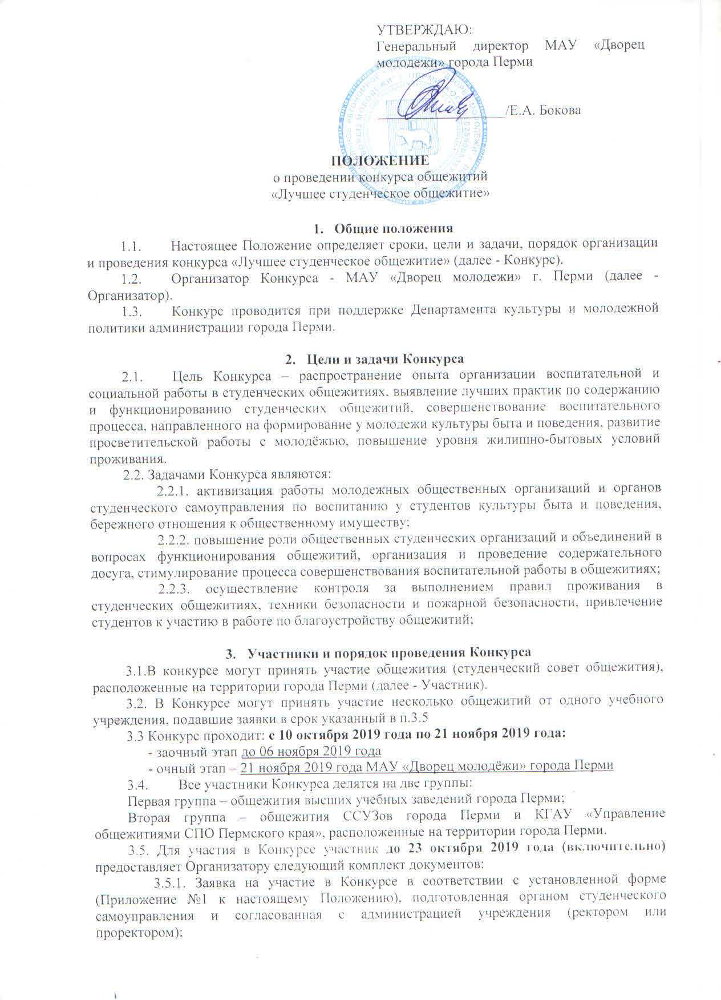 УТВЕРЖДАЮ:
Генеральный директор МАУ «Дворец
молодежи» города Перми
/Е.А. Бокова
ПОЛОЖЕНИЕ
о проведении конкурса общежитий
«Лучшее студенческое общежитие»
1. Общие положения
1.1. Настоящее Положение определяет сроки, цели и задачи, порядок организации
и проведения конкурса «Лучшее студенческое общежитие» (далее - Конкурс).
1.2. Организатор Конкурса - МАУ «Дворец молодежи» г. Перми (далее -
Организатор).
1.3. Конкурс проводится при поддержке Департамента культуры и молодежной
политики администрации города Перми.
2. Цели и задачи Конкурса
2.1. Цель Конкурса – распространение опыта организации воспитательной и
социальной работы в студенческих общежитиях, выявление лучших практик по содержанию
и функционированию студенческих общежитий, совершенствование воспитательного
процесса, направленного на формирование у молодежи культуры быта и поведения, развитие
просветительской работы с молодёжью, повышение уровня жилищно-бытовых условий
проживания.
2.2. Задачами Конкурса являются:
2.2.1. активизация работы молодежных общественных организаций и органов
студенческого самоуправления по воспитанию у студентов культуры быта и поведения,
бережного отношения к общественному имуществу;
2.2.2. повышение роли общественных студенческих организаций и объединений в
вопросах функционирования общежитий, организация и проведение содержательного
досуга, стимулирование процесса совершенствования воспитательной работы в общежитиях;
2.2.3. осуществление контроля за выполнением правил проживания в
студенческих общежитиях, техники безопасности и пожарной безопасности, привлечение
студентов к участию в работе по благоустройству общежитий;
3. Участники и порядок проведения Конкурса
3.1.В конкурсе могут принять участие общежития (студенческий совет общежития),
расположенные на территории города Перми (далее - Участник).
3.2. В Конкурсе могут принять участие несколько общежитий от одного учебного
учреждения, подавшие заявки в срок указанный в п.3.5
3.3 Конкурс проходит: с 10 октября 2019 года по 21 ноября 2019 года:
- заочный этап до 06 ноября 2019 года
- очный этап – 21 ноября 2019 года МАУ «Дворец молодёжи» города Перми
3.4. Все участники Конкурса делятся на две группы:
Первая группа – общежития высших учебных заведений города Перми;
Вторая группа – общежития ССУЗов города Перми и КГАУ «Управление
общежитиями СПО Пермского края», расположенные на территории города Перми.
3.5. Для участия в Конкурсе участник до 23 октября 2019 года (включительно)
предоставляет Организатору следующий комплект документов:
3.5.1. Заявка на участие в Конкурсе в соответствии с установленной форме
(Приложение №1 к настоящему Положению), подготовленная органом студенческого
самоуправления и согласованная с администрацией учреждения (ректором или
проректором);